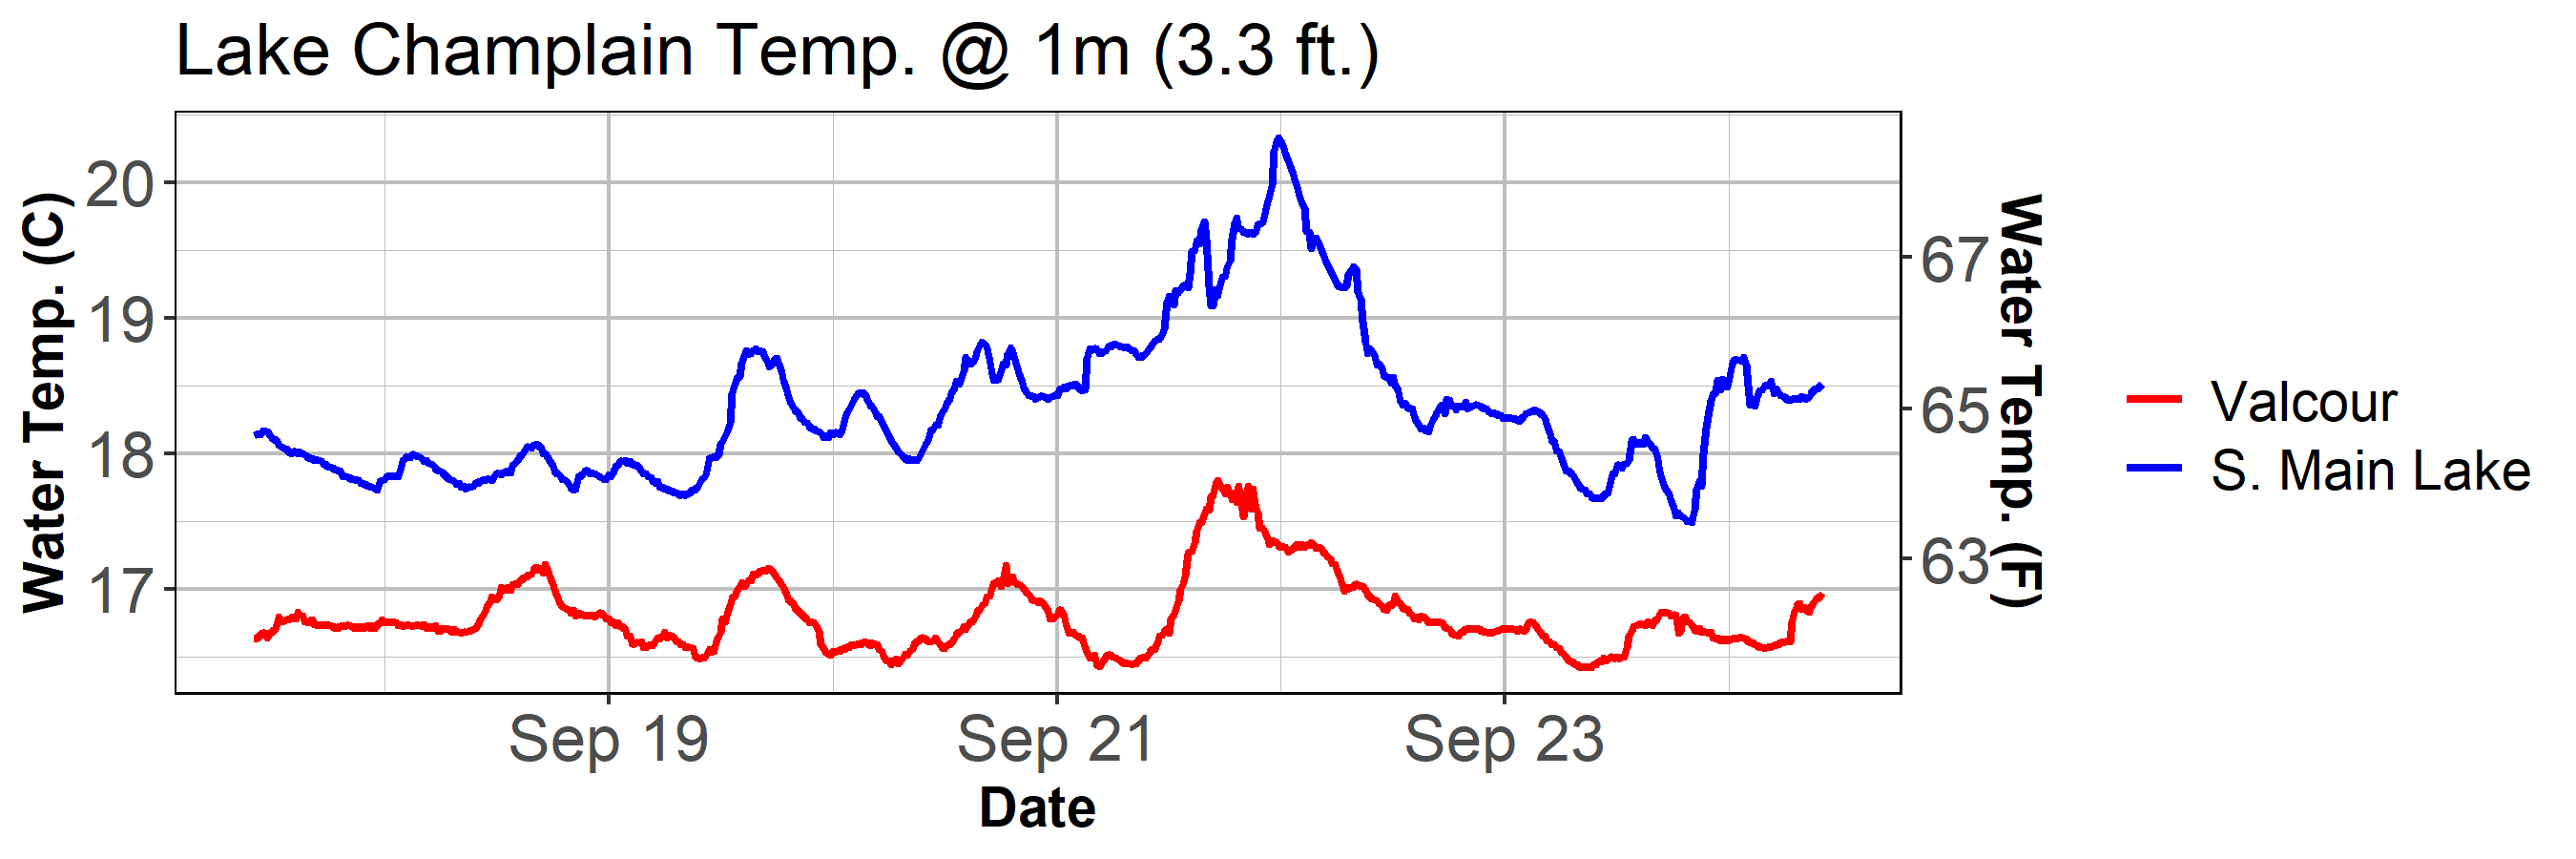 Lake Champlain Temp. @ 1m (3.3 ft.)
Water Temp. (C)
20
19
18
17
67
65
63
Water Temp. (F)
Sep 19
Sep 21
Sep 23
Date
Valcour
S. Main Lake